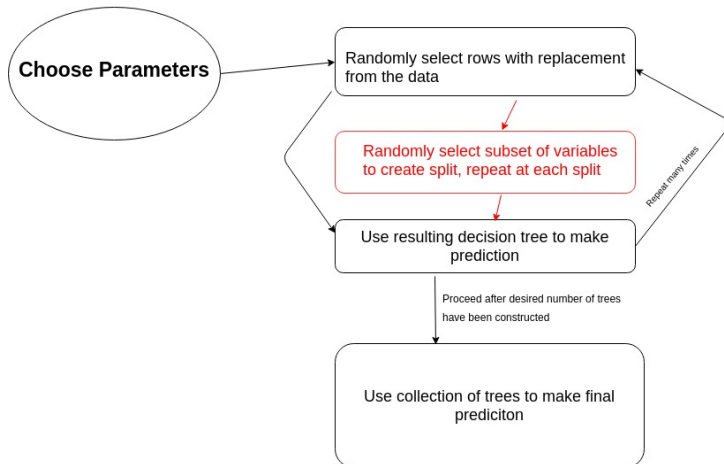 Choose Parameters
Randomly select rows with replacement
from the data
Randomly select subset of variables
to create split, repeat at each split
Repeat many times
Use resulting decision tree to make
prediction
Proceed after desired number of trees
have been constructed
Use collection of trees to make final
prediciton